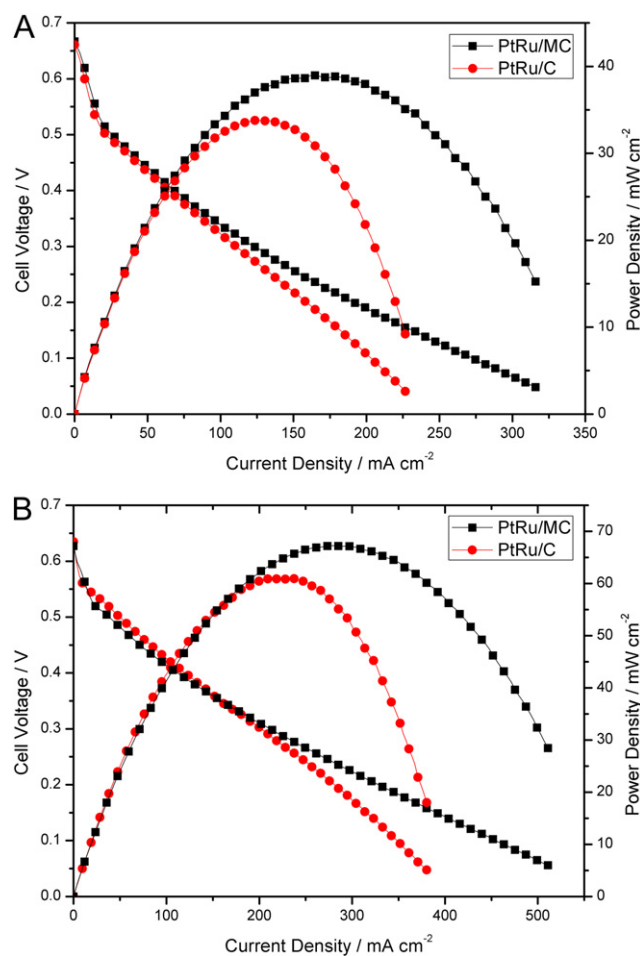 A
PtRu/MC
PtRu/C
Cell Voltage / V
0.7
0.6
0.5
0.4
0.3
0.2
0.1
0.0
Power Density / mW cm-2
40
30
20
10
0
0 50 100 150 200 250 300 350
Current Density / mA cm-2
B
PtRu/MC
PtRu/C
Cell Voltage / V
0.7
0.6
0.5
0.4
0.3
0.2
0.1
0.0
Power Density / mW cm-2
70
60
50
40
30
20
10
0
0 100 200 300 400 500
Current Density / mA cm-2